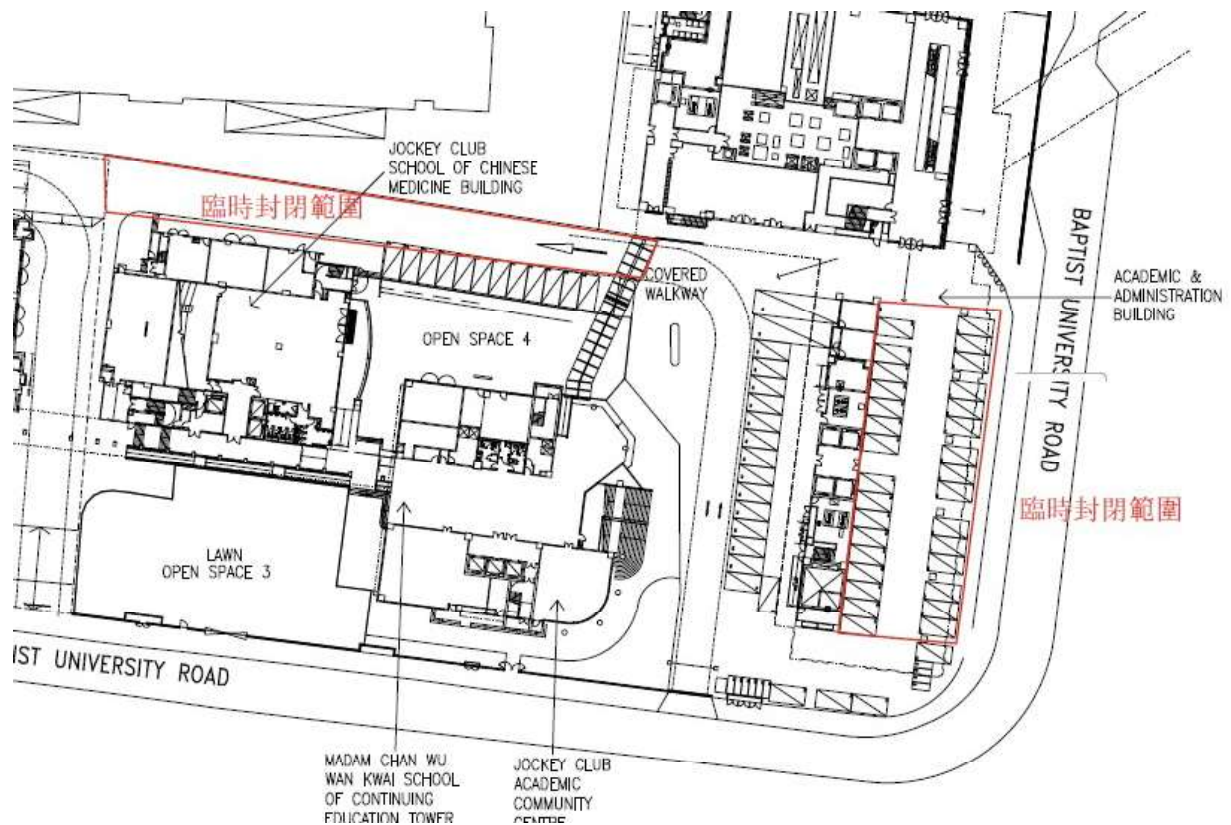 JOCKEY CLUB
SCHOOL OF CHINESE
MEDICINE BUILDING
臨時封閉範圍
COVERED
WALKWAY
OPEN SPACE 4
BAPTIST UNIVERSITY ROAD
ACADEMIC &
ADMINISTRATION
BUILDING
臨時封閉範圍
LAWN
OPEN SPACE 3
IST UNIVERSITY ROAD
MADAM CHAN WU
WAN KWAI SCHOOL
OF CONTINUING
EDUCATION TOWER
JOCKEY CLUB
ACADEMIC
COMMUNITY
CENTRE